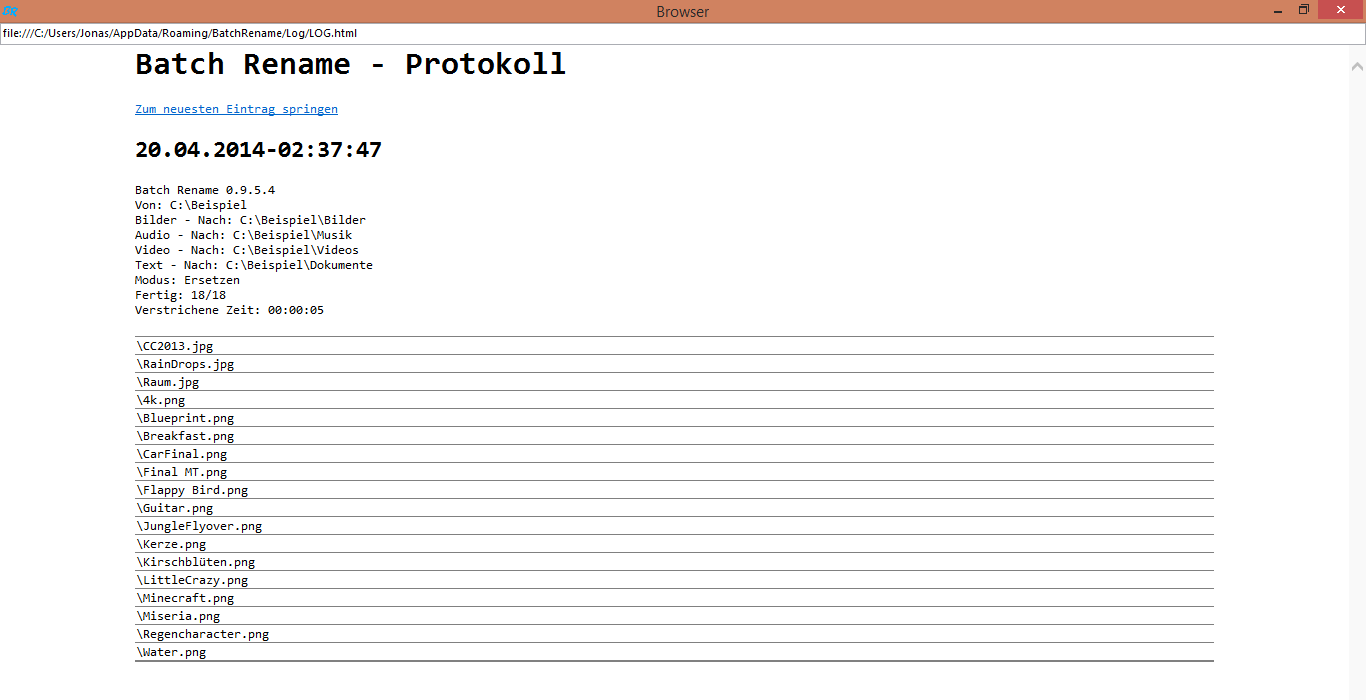 BR
Browser
file:///C:/Users/Jonas/AppData/Roaming/BatchRename/Log/LOG.html
Batch Rename - Protokoll
Zum neuesten Eintrag springen
20.04.2014-02:37:47
Batch Rename 0.9.5.4
Von: C:\Beispiel
Bilder - Nach: C:\Beispiel\Bilder
Audio - Nach: C:\Beispiel\Musik
Video - Nach: C:\Beispiel\Videos
Text - Nach: C:\Beispiel\Dokumente
Modus: Ersetzen
Fertig: 18/18
Verstrichene Zeit: 00:00:05
\CC2013.jpg
\RainDrops.jpg
\Raum.jpg
\4k.png
\Blueprint.png
\Breakfast.png
\CarFinal.png
\Final MT.png
\Flappy Bird.png
\Guitar.png
\JungleFlyover.png
\Kerze.png
\Kirschblüten.png
\LittleCrazy.png
\Minecraft.png
\Miseria.png
\Regencharacter.png
\Water.png